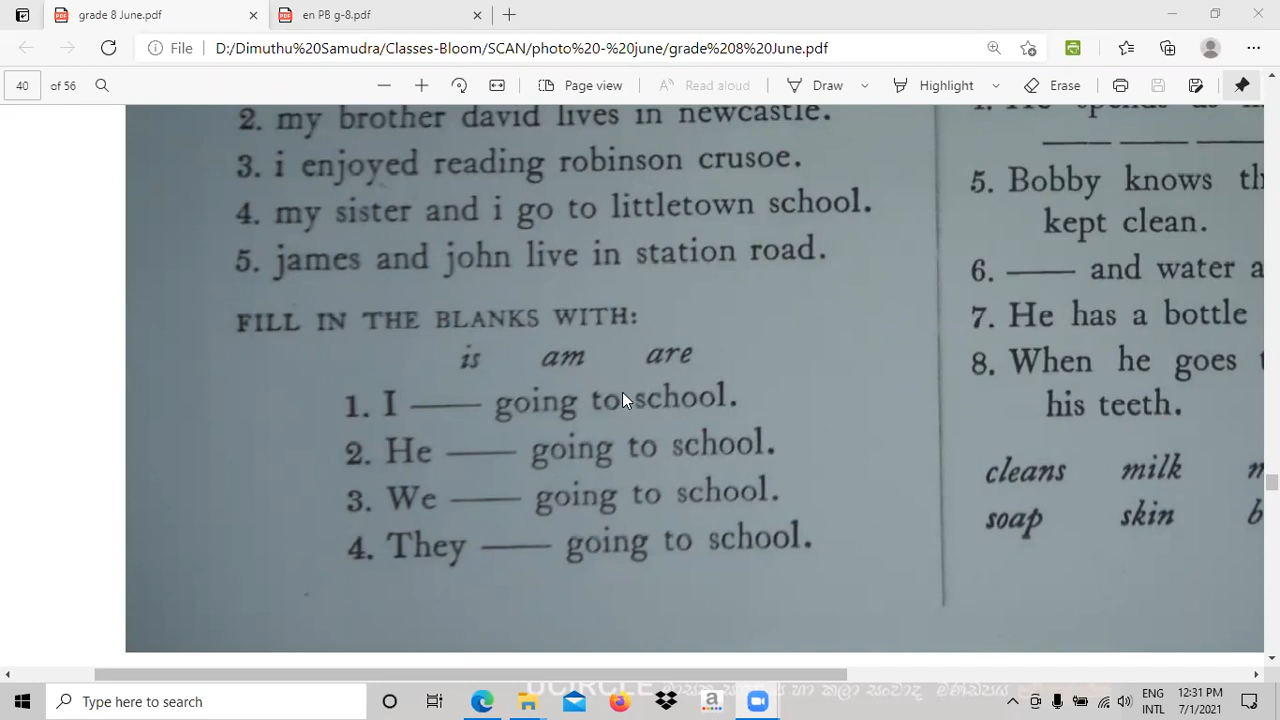 grade 8 June.pdf
en PB g-8.pdf
File
D:/Dimuthu%20Samudra/Classes-Bloom/SCAN/photo%20-%20june/grade%208%20June.pdf
40 of 56
Page view
Read aloud
Draw
Highlight
Erase
2. my brother david lives in newcastle.
3. i enjoyed reading robinson crusoe.
4. my sister and i go to littletown school.
5. james and john live in station road.
FILL IN THE BLANKS WITH:
is am are
1. I —— going to school.
2. He —— going to school.
3. We —— going to school.
4. They —— going to school.
He spends
5. Bobby knows
kept clean.
6. —— and water
7. He has a bottle
8. When he goes
his teeth.
cleans milk
soap skin
UCIRCLE
Type here to search
ENG
INTL
12:31 PM
7/1/2021